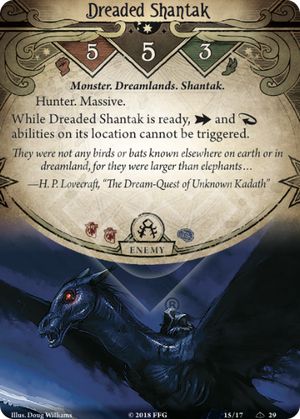 Dreaded Shantak
5 5 3
Monster. Dreamlands. Shantak.
Hunter. Massive.
While Dreaded Shantak is ready, and
abilities on its location cannot be triggered.
They were not any birds or bats known elsewhere on earth or in
dreamland, for they were larger than elephants…
—H. P. Lovecraft, "The Dream-Quest of Unknown Kadath"
ENEMY
Illus. Doug Williams © 2018 FFG 15/17 29